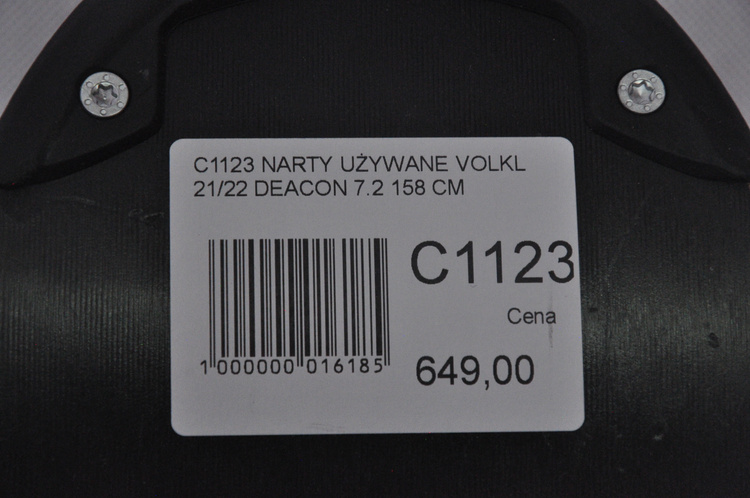 C1123 NARTY UŻYWANE VOLKL
21/22 DEACON 7.2 158 CM
C1123
Cena
1 000000 016185
649,00